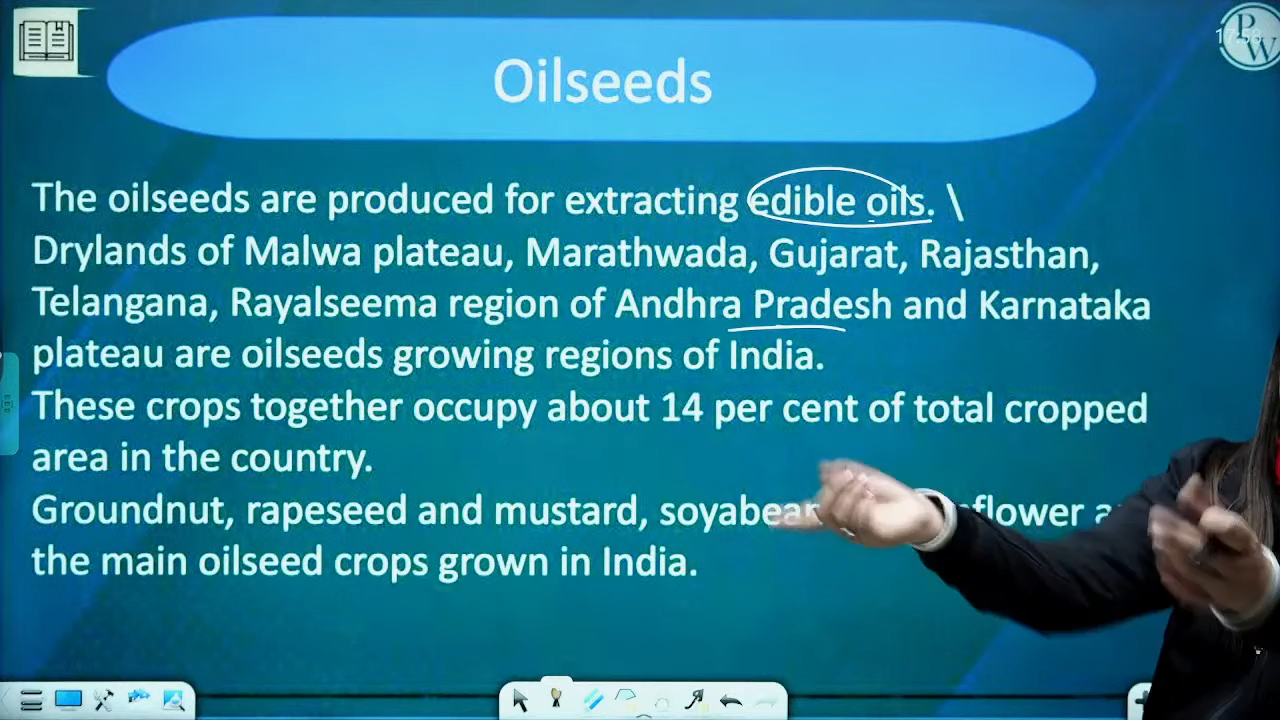 Oilseeds
PW
The oilseeds are produced for extracting edible oils. \
Drylands of Malwa plateau, Marathwada, Gujarat, Rajasthan,
Telangana, Rayalseema region of Andhra Pradesh and Karnataka
plateau are oilseeds growing regions of India.
These crops together occupy about 14 per cent of total cropped
area in the country.
Groundnut, rapeseed and mustard,
the main oilseed crops grown in India.